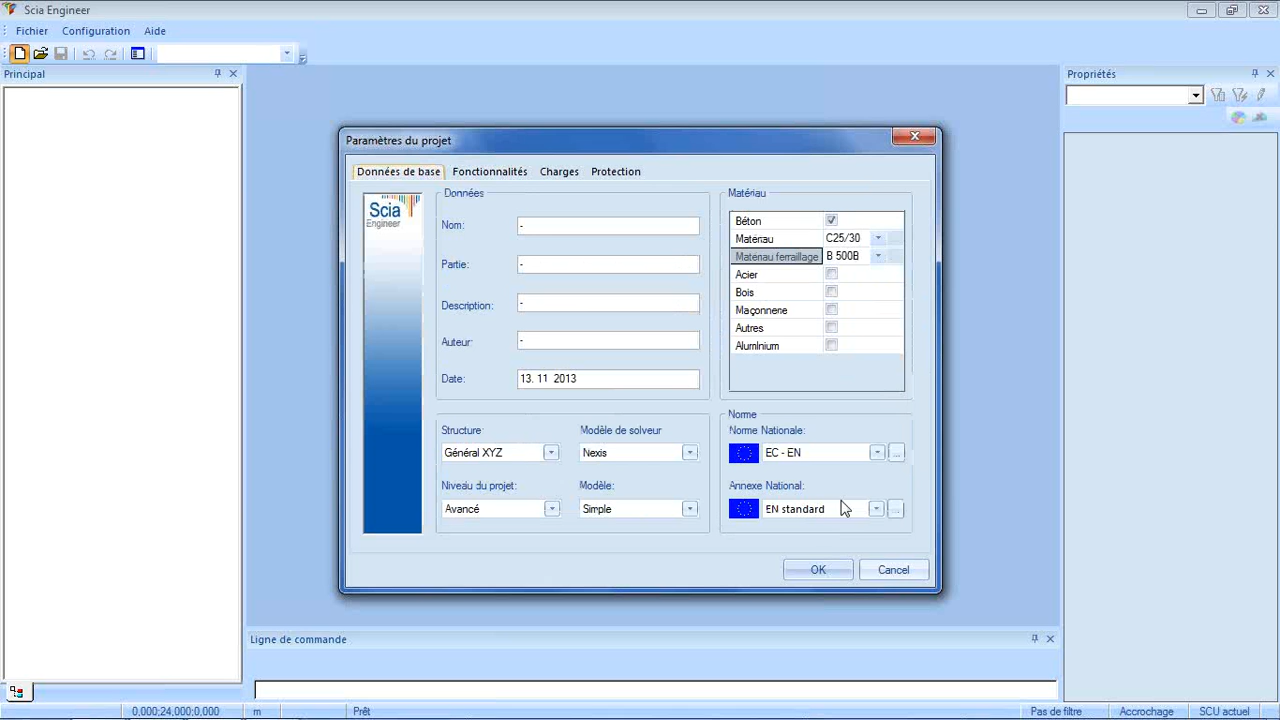 Scia Engineer
Fichier Configuration Aide
Principal
Propriétés
Paramètres du projet
Données de base Fonctionnalités Charges Protection
Scia
Engineer
Données
Nom: -
Partie: -
Description: -
Auteur: -
Date: 13. 11 2013
Matériau
Béton
Matériau C25/30
Matériau ferraillage B 500B
Acier
Bois
Maçonnerie
Autres
Aluminium
Structure: Modèle de solveur
Général XYZ Nexis
Niveau du projet: Modèle:
Avancé Simple
Norme
Norme Nationale:
EC - EN ...
Annexe National:
EN standard ...
OK Cancel
Ligne de commande
0,000;24,000;0,000 m Prêt Pas de filtre Accrochage SCU actuel